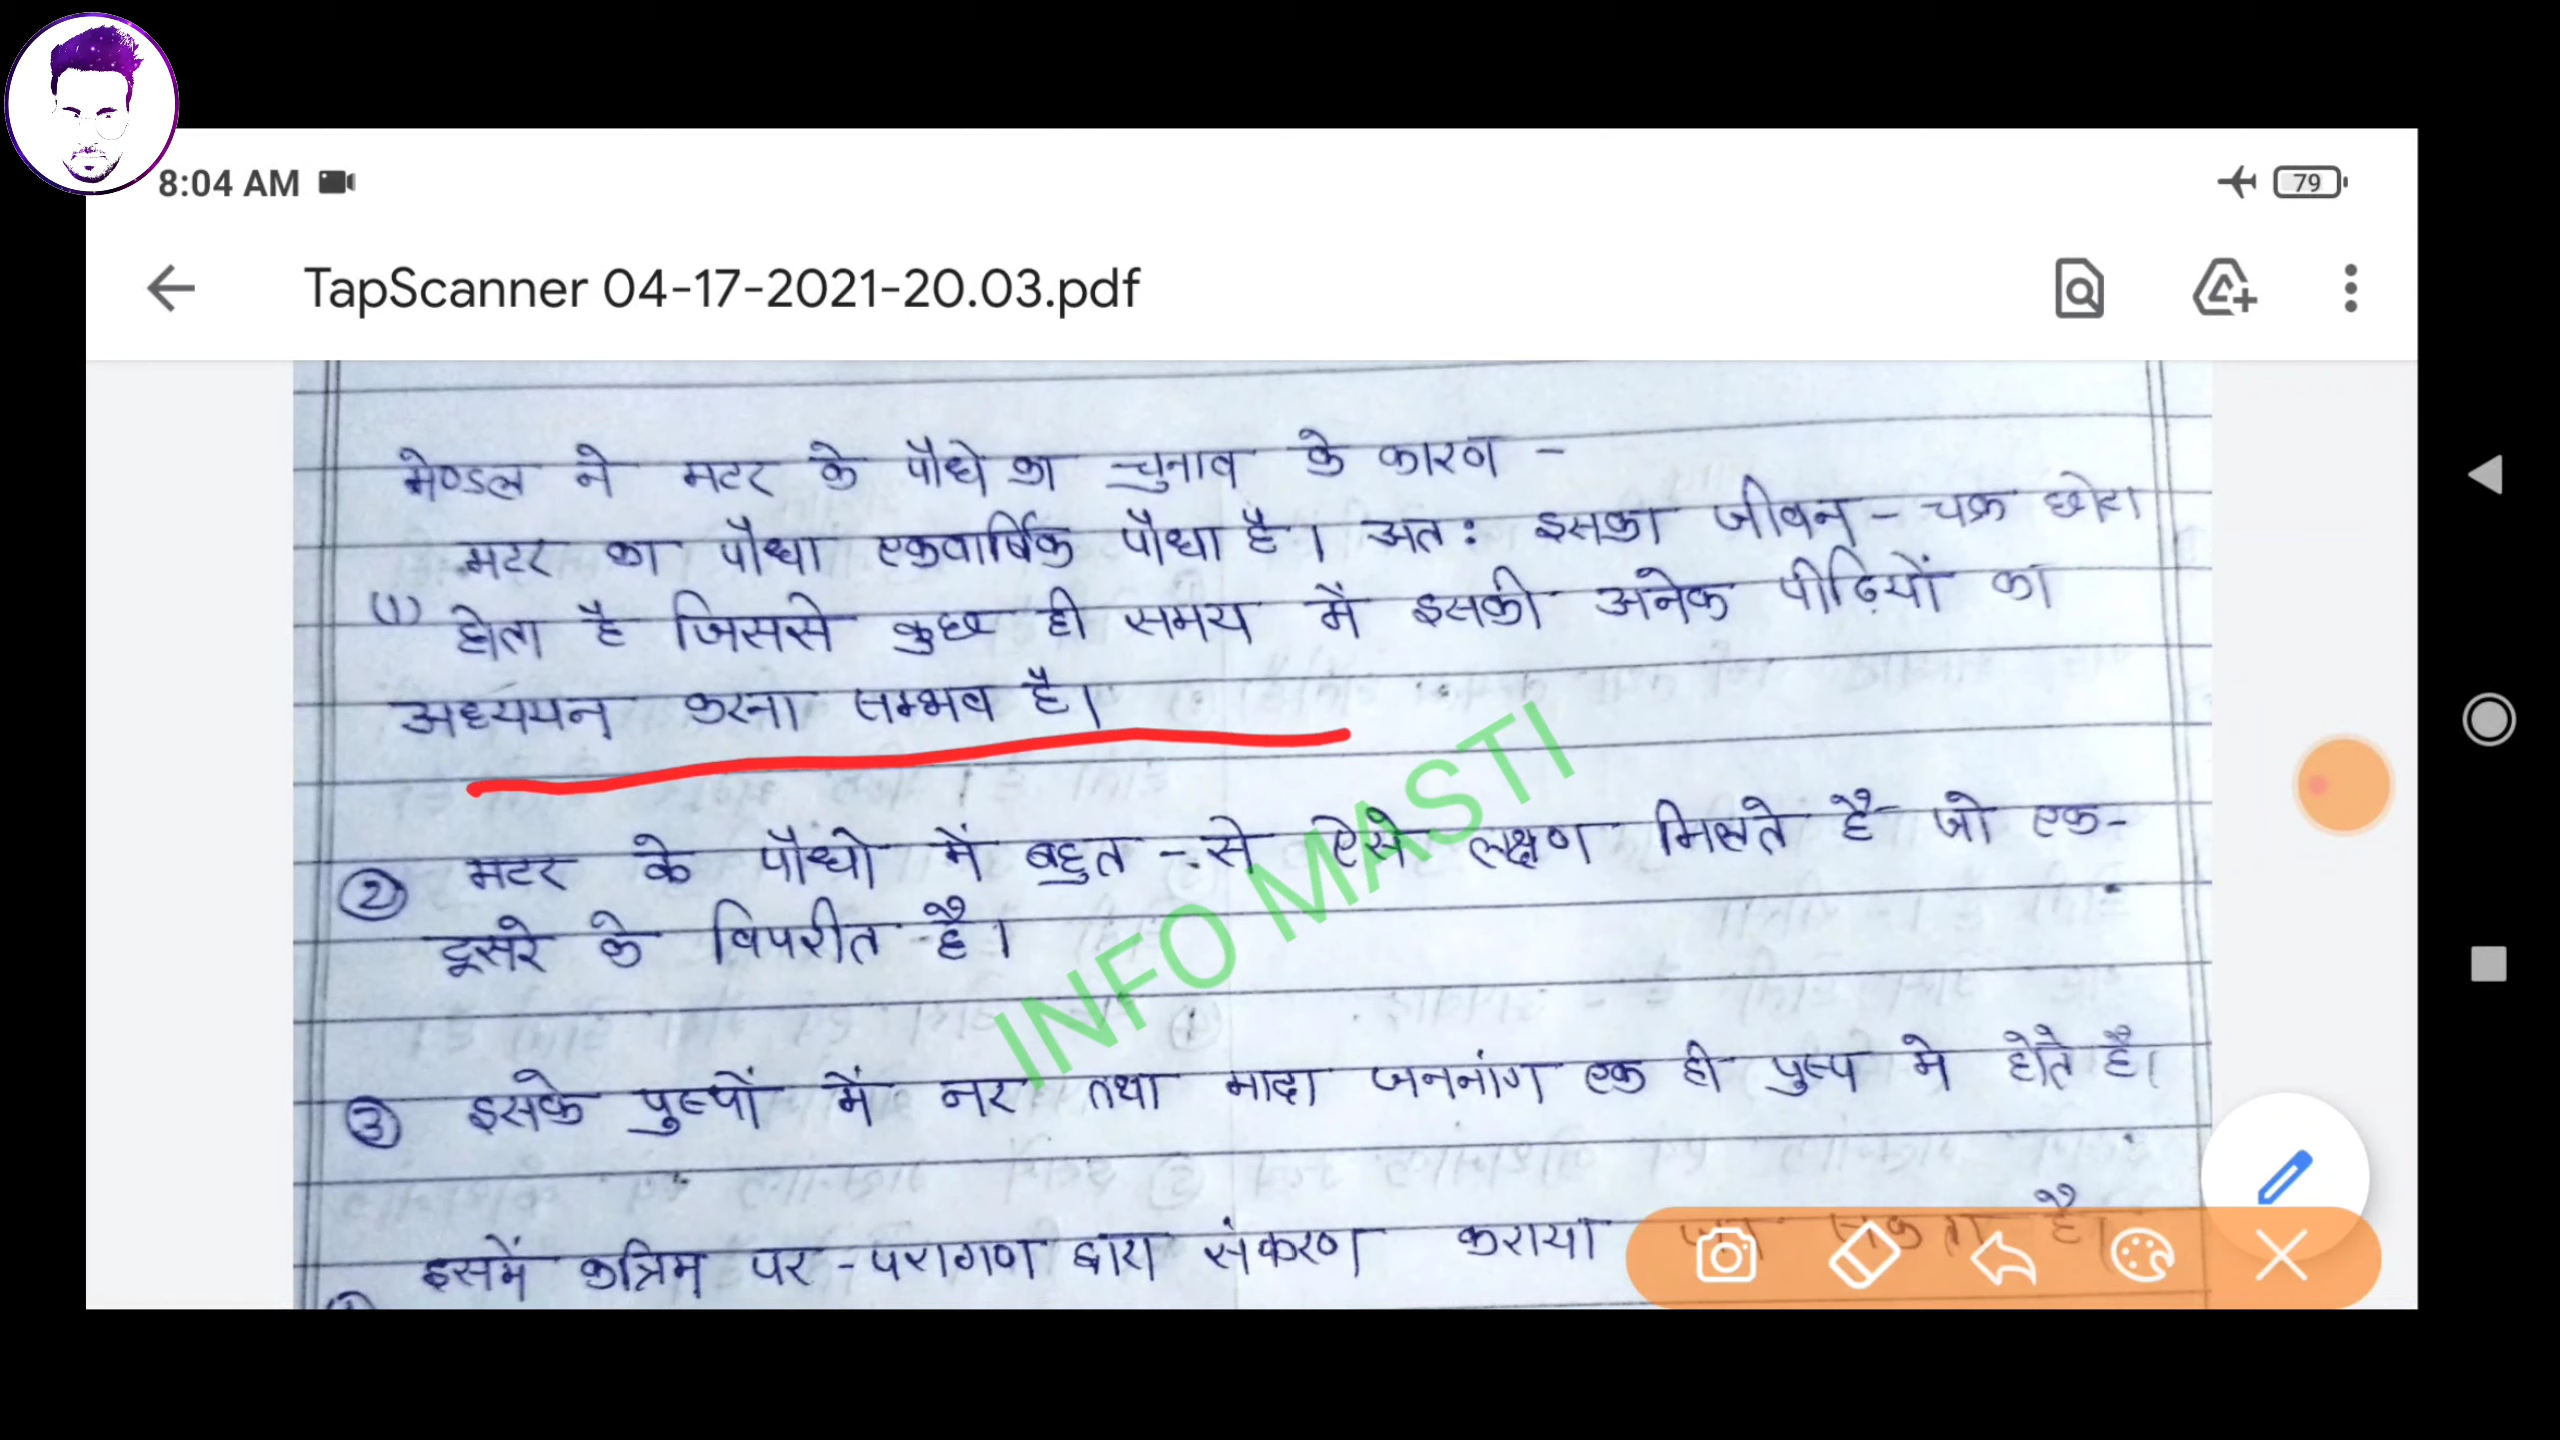 8:04 AM
79
TapScanner 04-17-2021-20.03.pdf
मेण्डल ने मटर के पौधे का चुनाव के कारण -
मटर का पौधा एकवार्षिक पौधा है। अत: इसका जीवन - चक्र छोटा
(1) होता है जिससे कुछ ही समय में इसकी अनेक पीढ़ियों का
अध्ययन करना सम्भव है।
② मटर के पौधो में बहुत - से ऐसे लक्षण मिलते है जो एक-
दूसरे के विपरीत है।
③ इसके पुष्पों में नर तथा मादा जननांग एक ही पुष्प मे होते है।
इसमें कत्रिम पर - परागण द्वारा संकरण कराया जा सकता है।
INFO MASTI